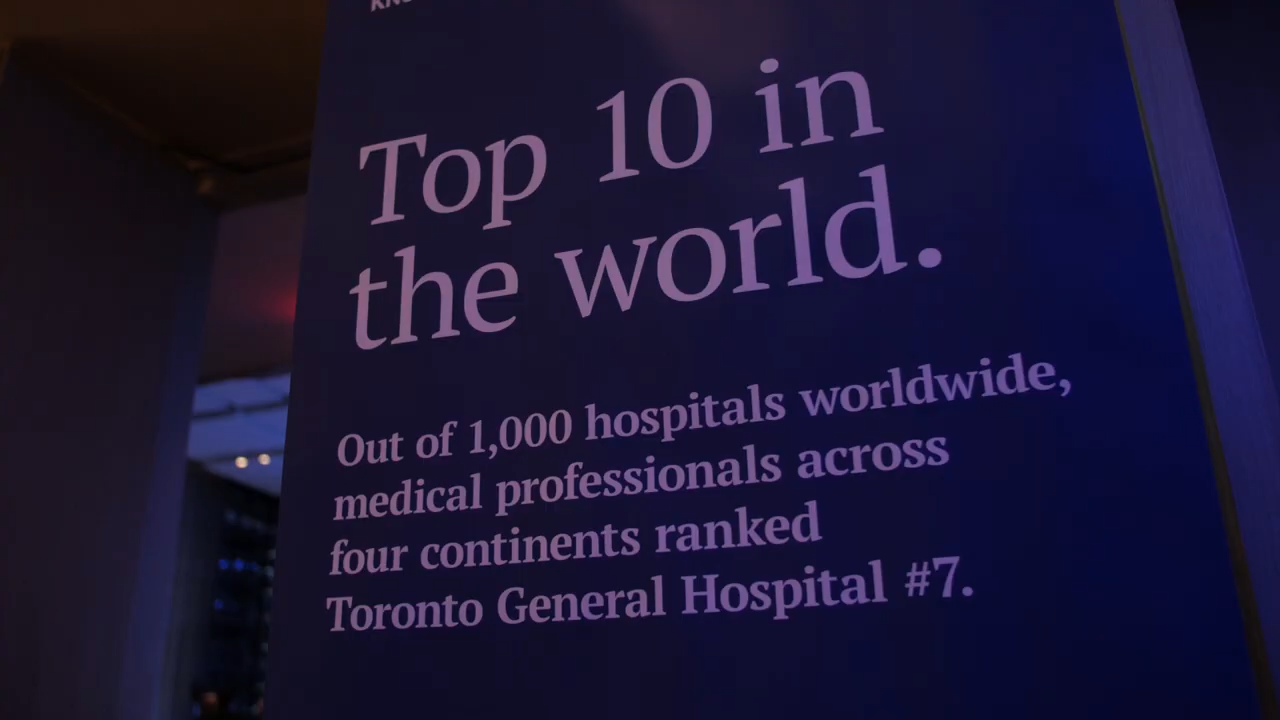 Top 10 in
the world.
Out of 1,000 hospitals worldwide,
medical professionals across
four continents ranked
Toronto General Hospital #7.